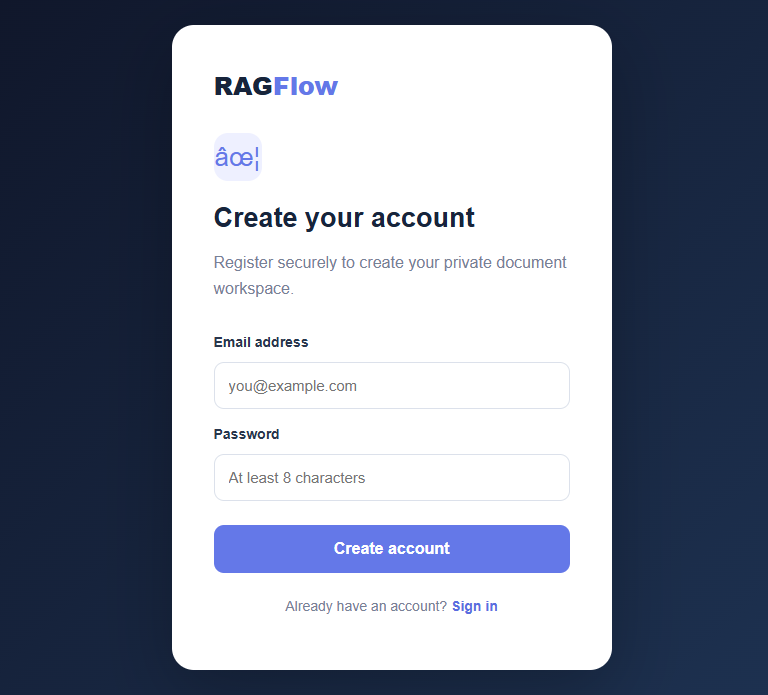 RAGFlow
âœ¦
Create your account
Register securely to create your private document
workspace.
Email address
you@example.com
Password
At least 8 characters
Create account
Already have an account? Sign in